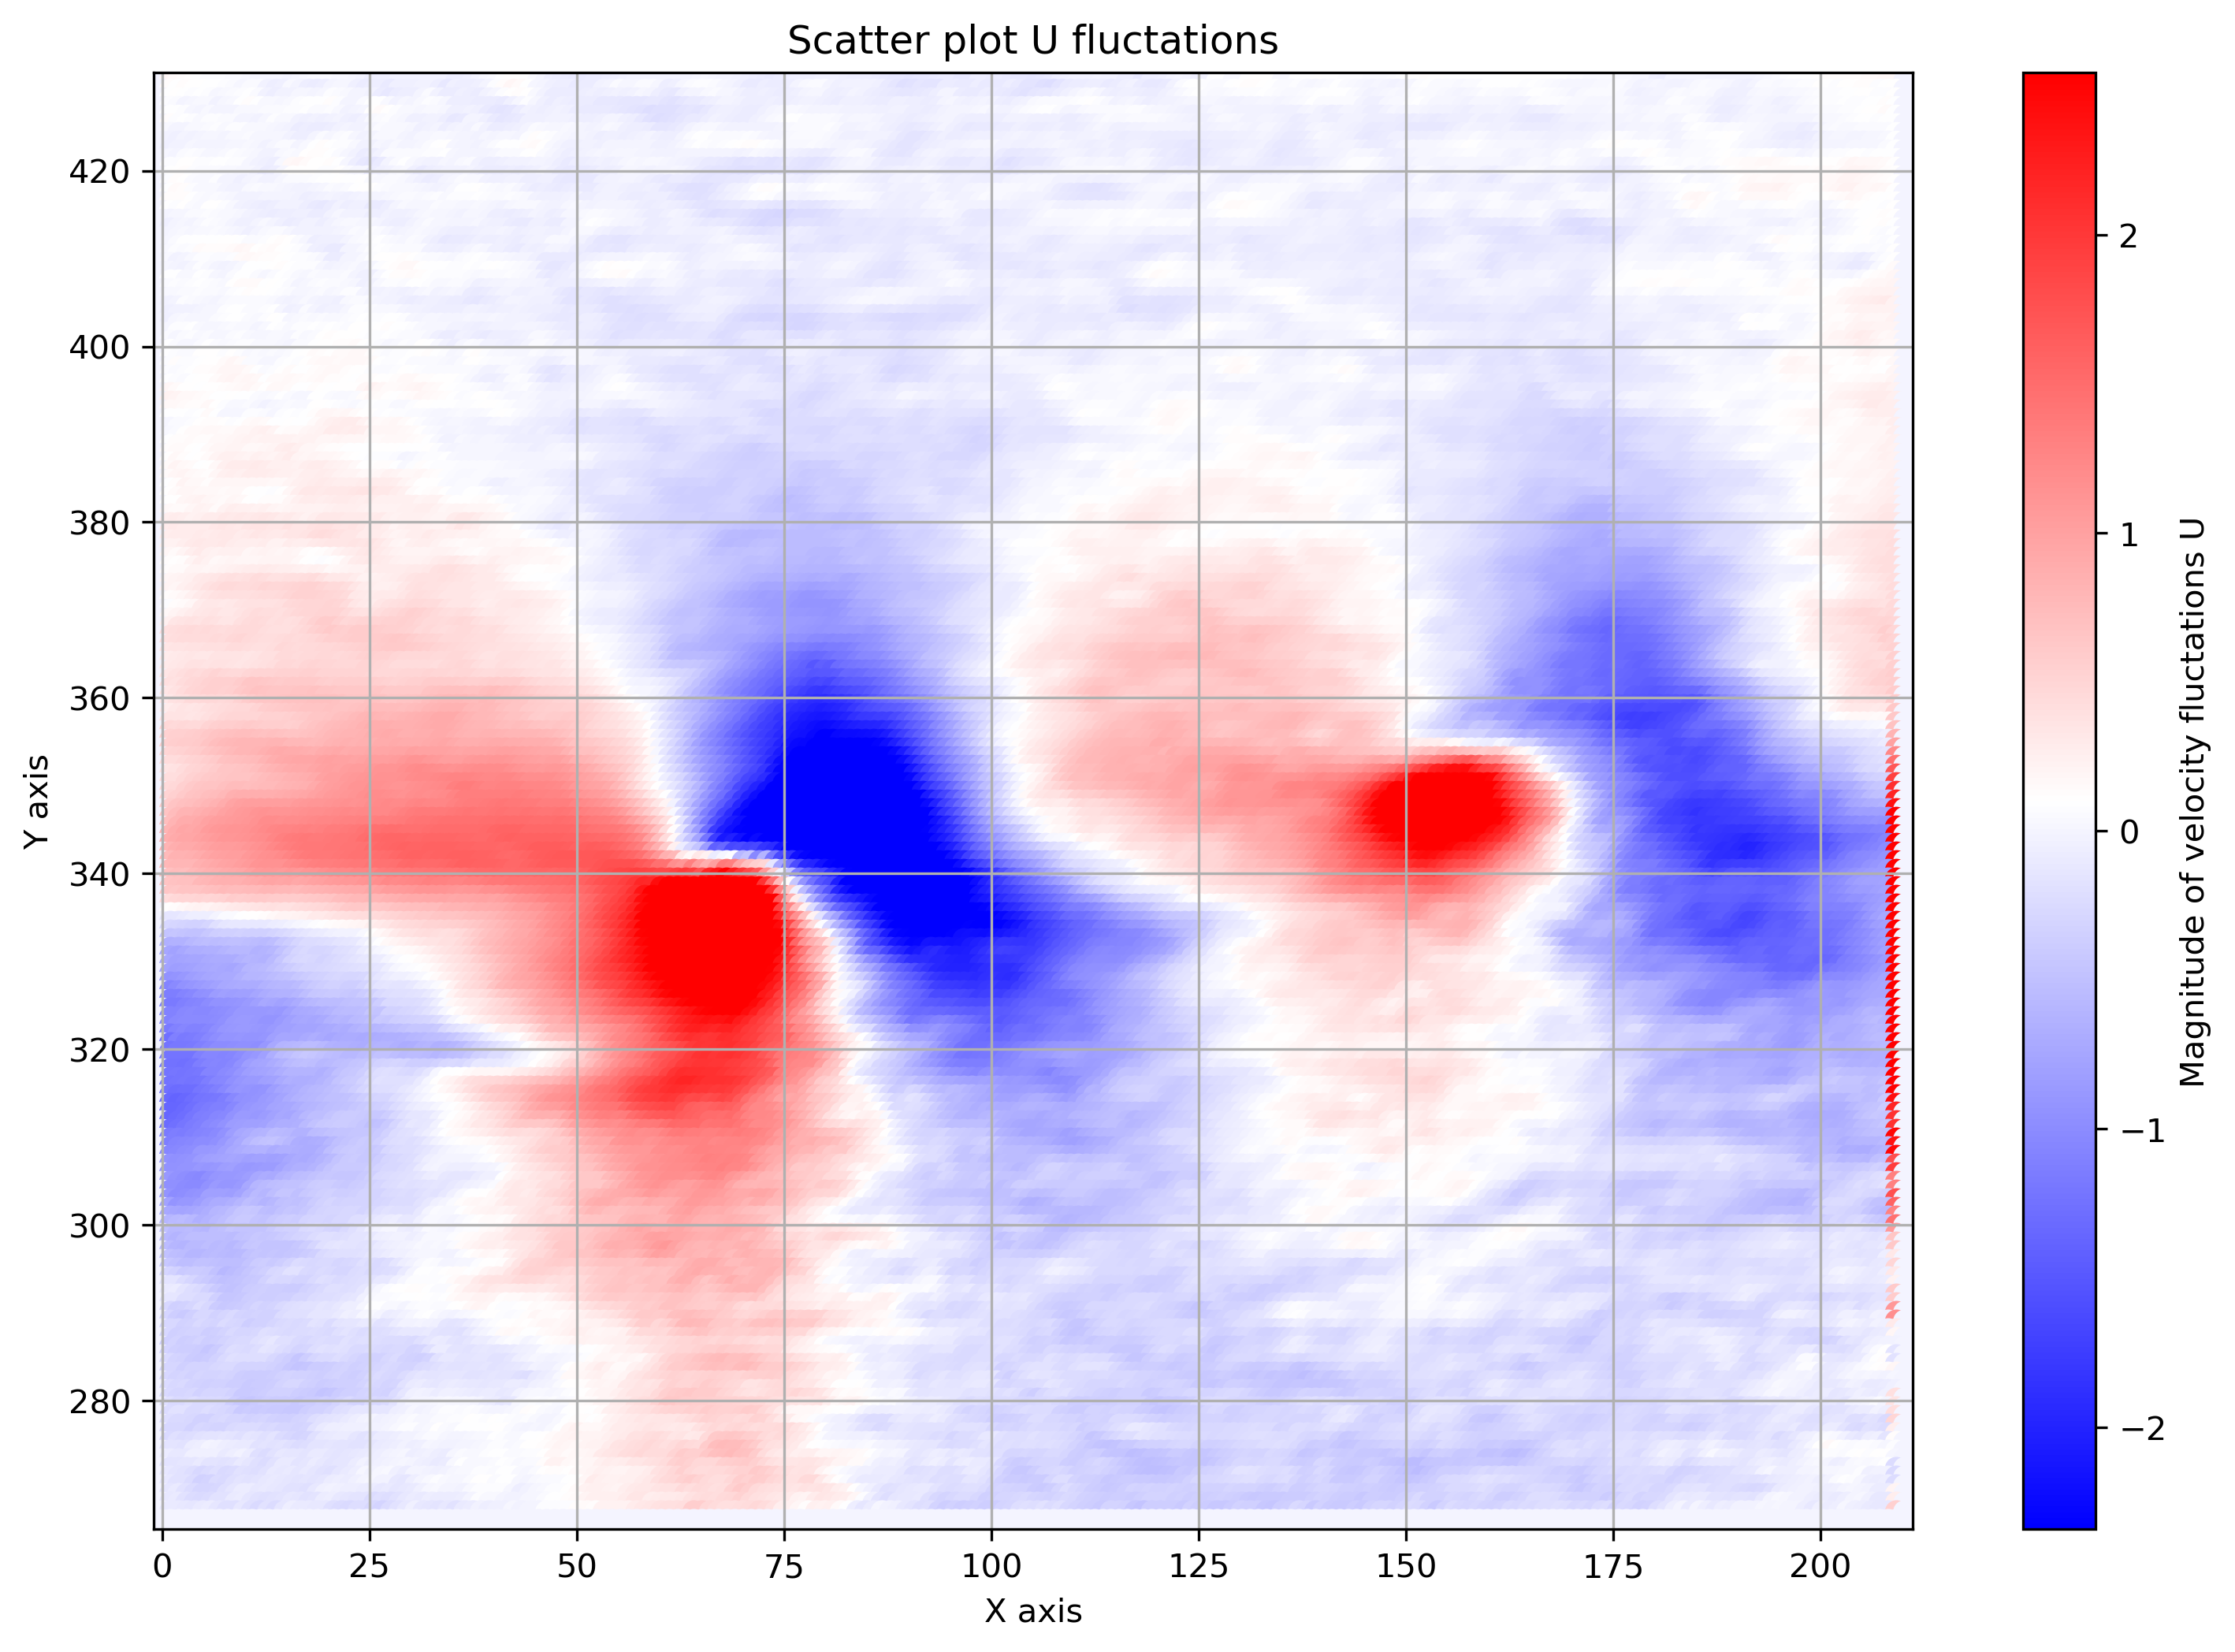 Scatter plot U fluctations
420
400
380
360
340
320
300
280
Y axis
0 25 50 75 100 125 150 175 200
X axis
2
1
0
−1
−2
Magnitude of velocity fluctations U